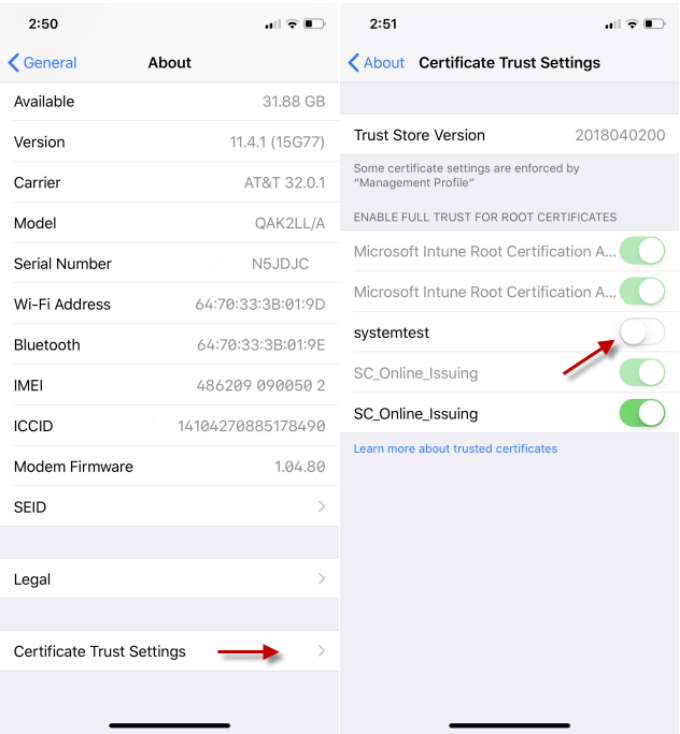 2:50
General
About
Available 31.88 GB
Version 11.4.1 (15G77)
Carrier AT&T 32.0.1
Model QAK2LL/A
Serial Number N5JDJC
Wi-Fi Address 64:70:33:3B:01:9D
Bluetooth 64:70:33:3B:01:9E
IMEI 486209 090050 2
ICCID 14104270885178490
Modem Firmware 1.04.80
SEID
Legal
Certificate Trust Settings
2:51
About
Certificate Trust Settings
Trust Store Version 2018040200
Some certificate settings are enforced by
“Management Profile”
ENABLE FULL TRUST FOR ROOT CERTIFICATES
Microsoft Intune Root Certification A...
Microsoft Intune Root Certification A...
systemtest
SC_Online_Issuing
SC_Online_Issuing
Learn more about trusted certificates